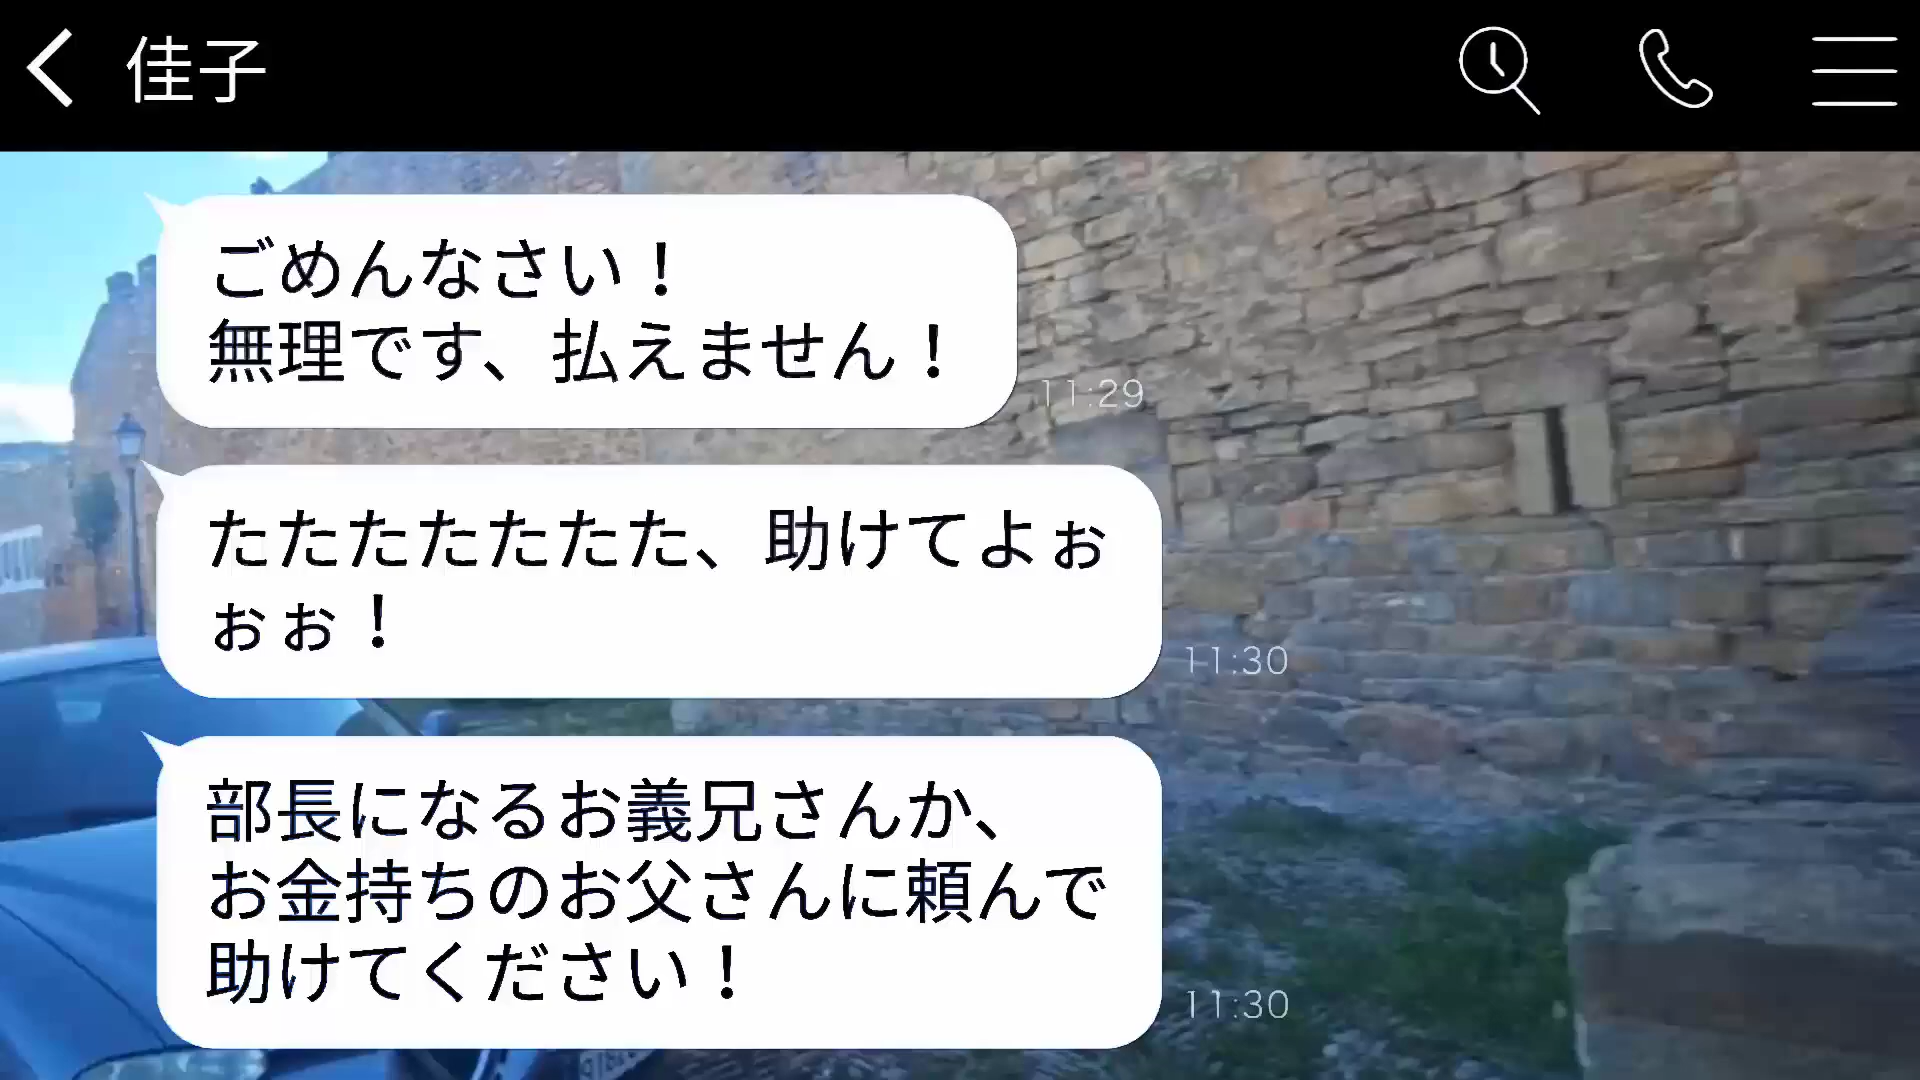 佳子
ごめんなさい！
無理です、払えません！
11:29
たたたたたたた、助けてよぉ
ぉぉ！
11:30
部長になるお義兄さんか、
お金持ちのお父さんに頼んで
助けてください！
11:30